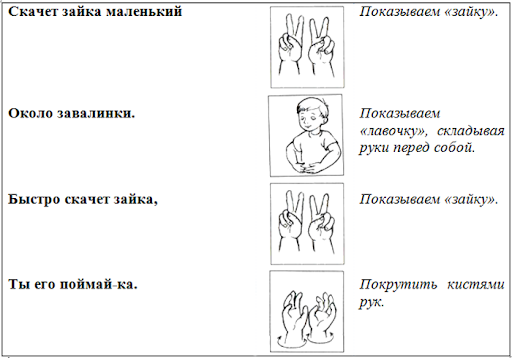 Скачет зайка маленький
Показываем «зайку».
Около завалинки.
Показываем
«лавочку», складывая
руки перед собой.
Быстро скачет зайка,
Показываем «зайку».
Ты его поймай-ка.
Покрутить кистями
рук.